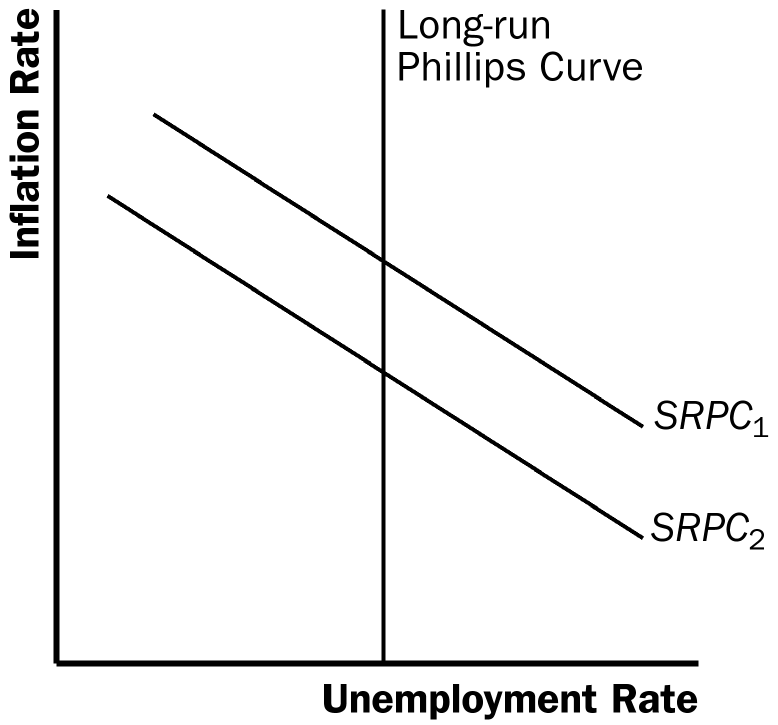 Inflation Rate
Long-run
Phillips Curve
SRPC₁
SRPC₂
Unemployment Rate